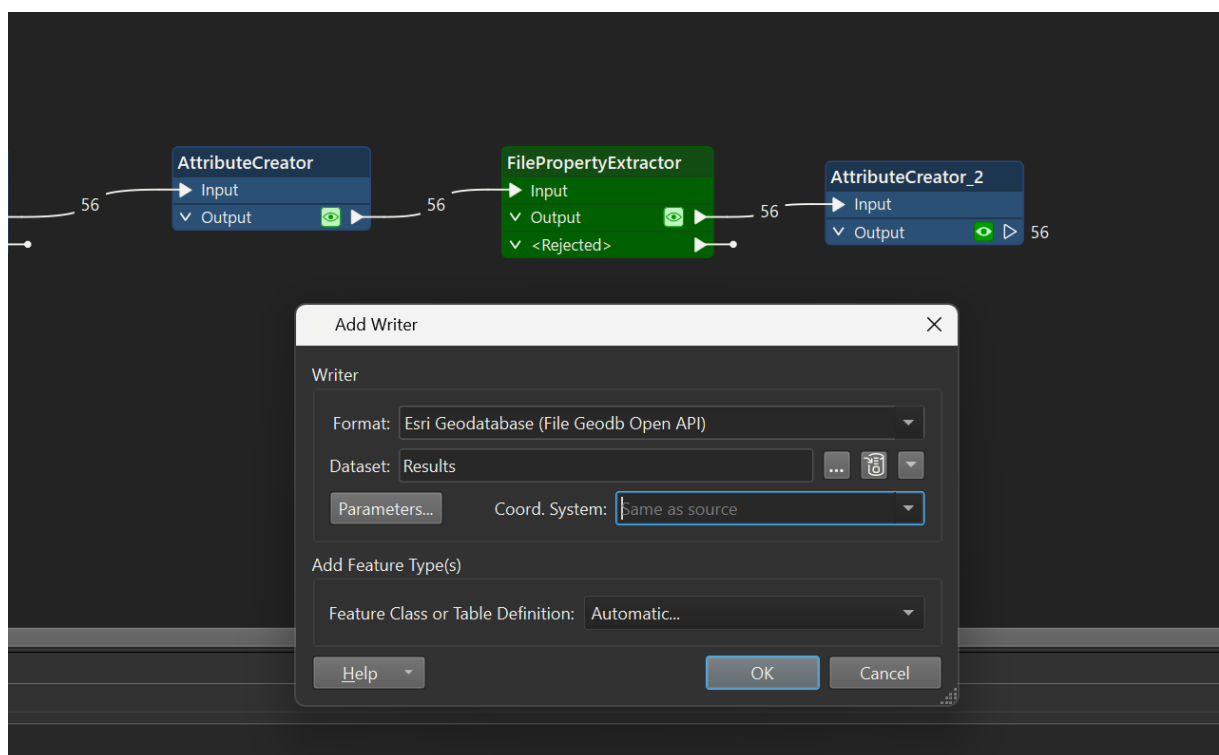 AttributeCreator
Input
Output
56
56
FilePropertyExtractor
Input
Output
<Rejected>
56
AttributeCreator_2
Input
Output
56
Add Writer
Writer
Format: Esri Geodatabase (File Geodb Open API)
Dataset: Results ...
Parameters... Coord. System: Same as source
Add Feature Type(s)
Feature Class or Table Definition: Automatic...
Help OK Cancel